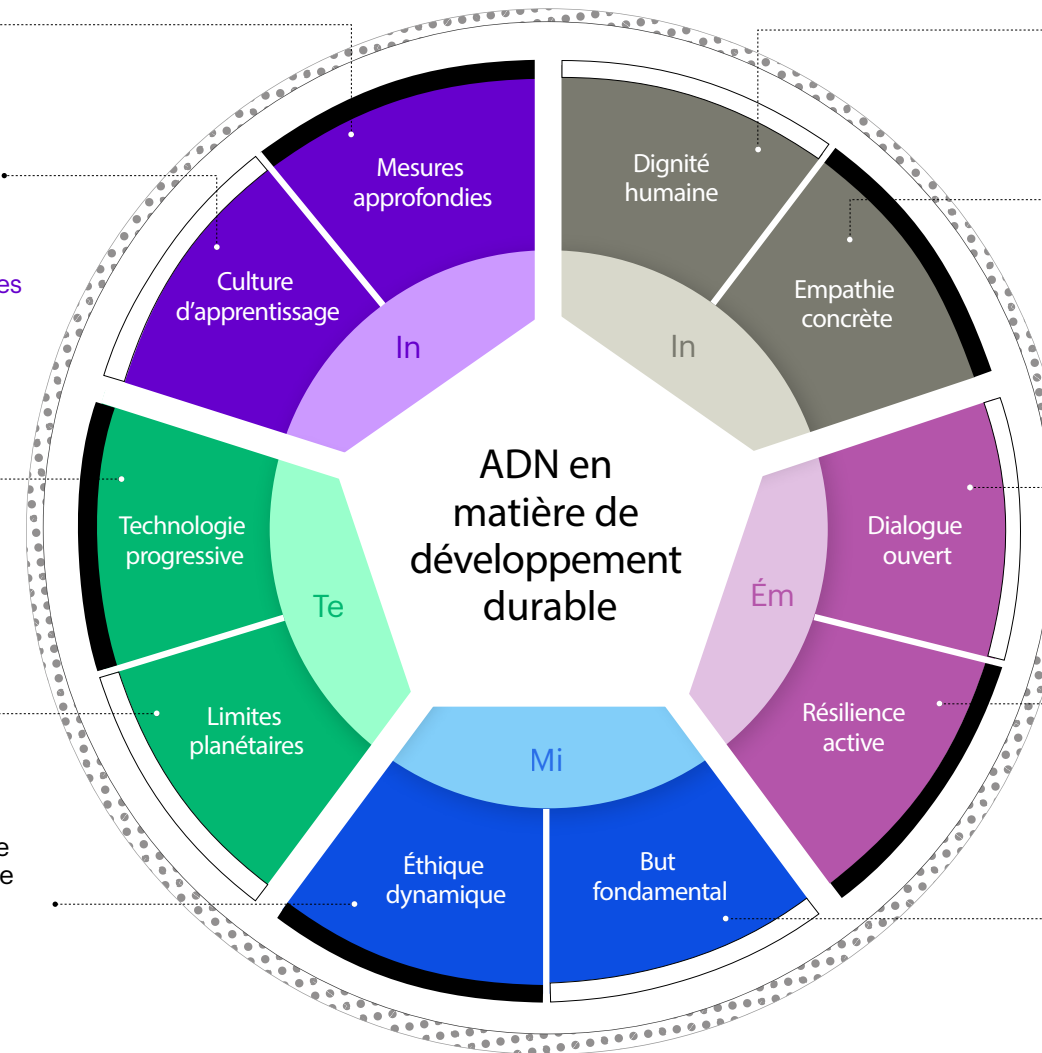 Mesures
approfondies
Dignité
humaine
Culture
d'apprentissage
Empathie
concrète
es
In
In
ADN en
matière de
développement
durable
Technologie
progressive
Dialogue
ouvert
Te
Ém
Limites
planétaires
Résilience
active
Mi
e
e
Éthique
dynamique
But
fondamental